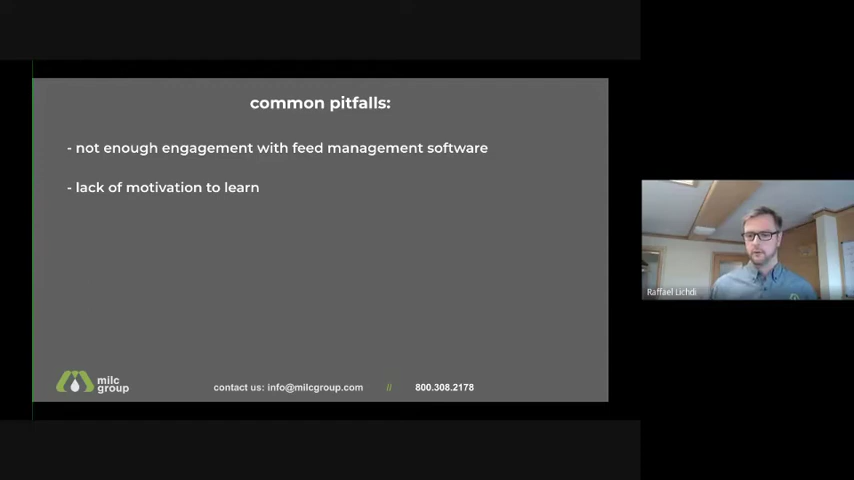 common pitfalls:
- not enough engagement with feed management software
- lack of motivation to learn
milc
group
contact us: info@milcgroup.com // 800.308.2178
Raffael Lichdi